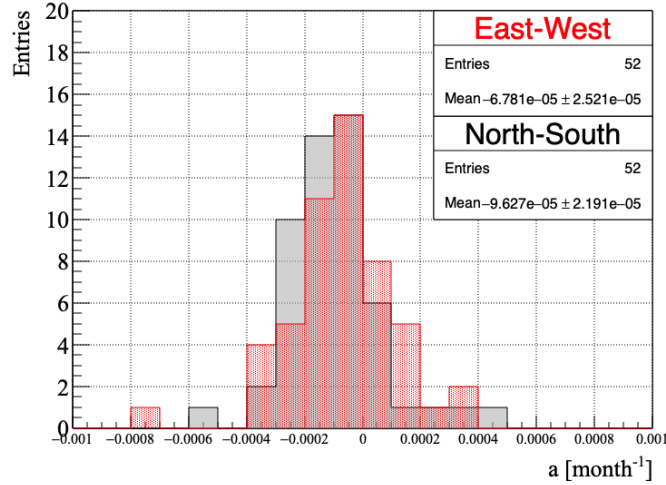 Entries
20
18
16
14
12
10
8
6
4
2
0
East-West
Entries 52
Mean −6.781e−05 ± 2.521e−05
North-South
Entries 52
Mean −9.627e−05 ± 2.191e−05
−0.001 −0.0008 −0.0006 −0.0004 −0.0002 0 0.0002 0.0004 0.0006 0.0008 0.001
a [month⁻¹]